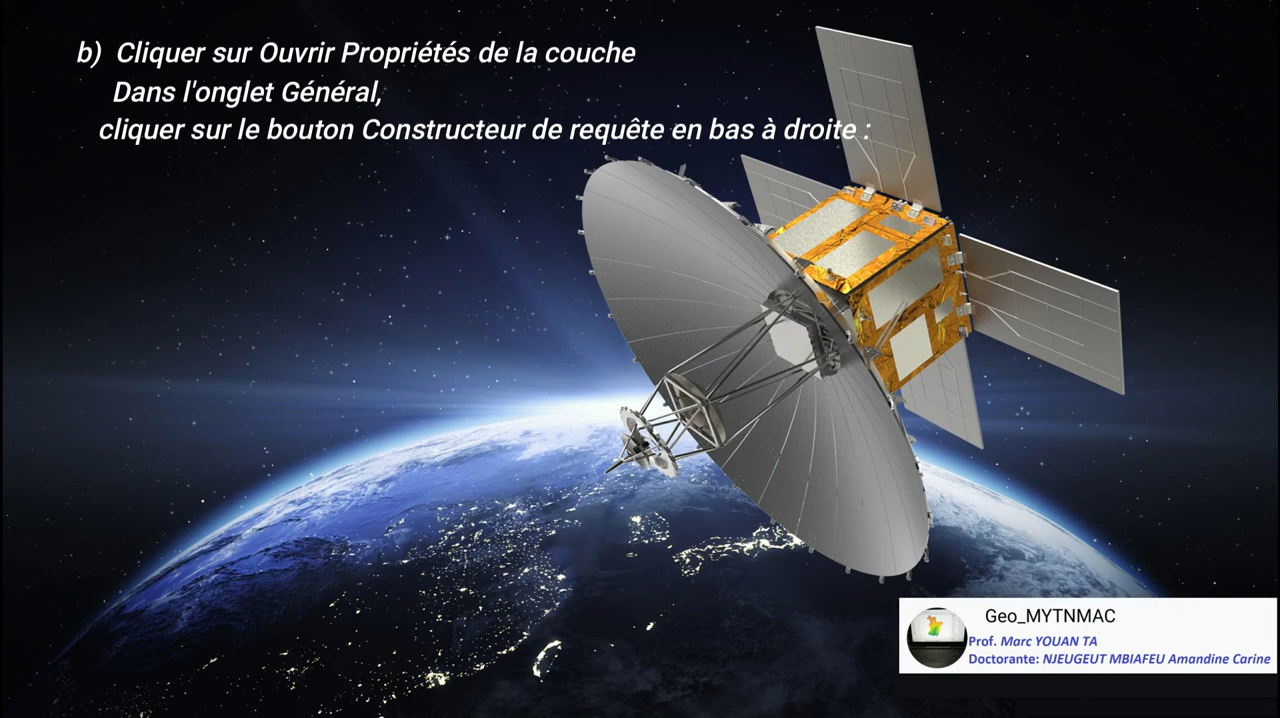 b) Cliquer sur Ouvrir Propriétés de la couche
Dans l'onglet Général,
cliquer sur le bouton Constructeur de requête en bas à droite :
Geo_MYTNMAC
Prof. Marc YOUAN TA
Doctorante: NJEUGEUT MBIAFEU Amandine Carine